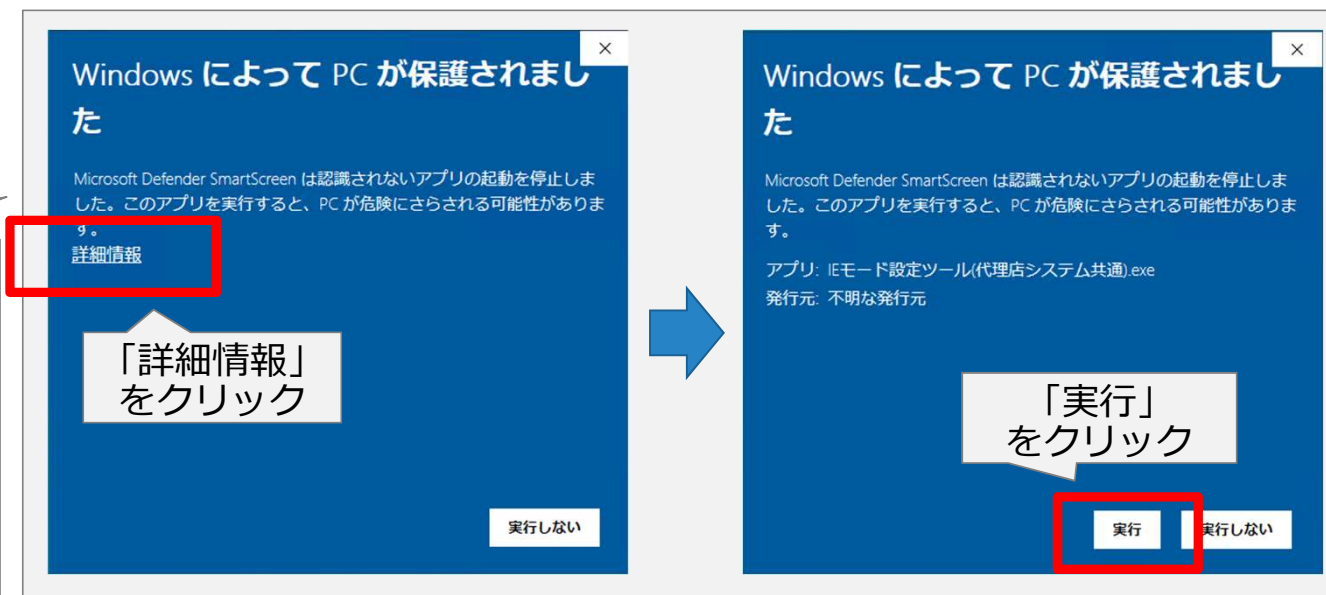 ×
Windows によって PC が保護されまし
た
Microsoft Defender SmartScreen は認識されないアプリの起動を停止しま
した。このアプリを実行すると、PC が危険にさらされる可能性がありま
す。
詳細情報
「詳細情報」
をクリック
実行しない
×
Windows によって PC が保護されまし
た
Microsoft Defender SmartScreen は認識されないアプリの起動を停止しま
した。このアプリを実行すると、PC が危険にさらされる可能性がありま
す。
アプリ: IEモード設定ツール(代理店システム共通).exe
発行元: 不明な発行元
「実行」
をクリック
実行
実行しない